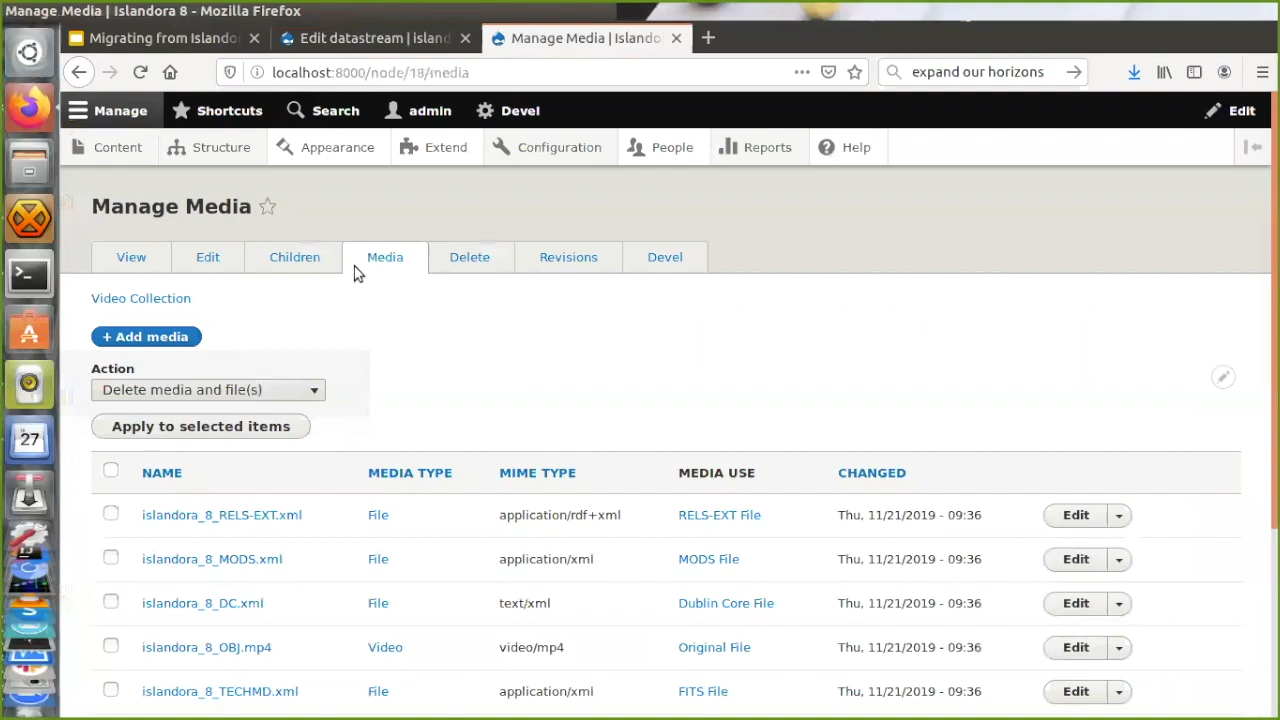 Manage Media | Islandora 8 - Mozilla Firefox
Migrating from Islando
Edit datastream | island
Manage Media | Islando
localhost:8000/node/18/media
expand our horizons
Manage
Shortcuts
Search
admin
Devel
Edit
Content
Structure
Appearance
Extend
Configuration
People
Reports
Help
Manage Media
View
Edit
Children
Media
Delete
Revisions
Devel
Video Collection
+ Add media
Action
Delete media and file(s)
Apply to selected items
NAME MEDIA TYPE MIME TYPE MEDIA USE CHANGED
islandora_8_RELS-EXT.xml File application/rdf+xml RELS-EXT File Thu, 11/21/2019 - 09:36 Edit
islandora_8_MODS.xml File application/xml MODS File Thu, 11/21/2019 - 09:36 Edit
islandora_8_DC.xml File text/xml Dublin Core File Thu, 11/21/2019 - 09:36 Edit
islandora_8_OBJ.mp4 Video video/mp4 Original File Thu, 11/21/2019 - 09:36 Edit
islandora_8_TECHMD.xml File application/xml FITS File Thu, 11/21/2019 - 09:36 Edit
27